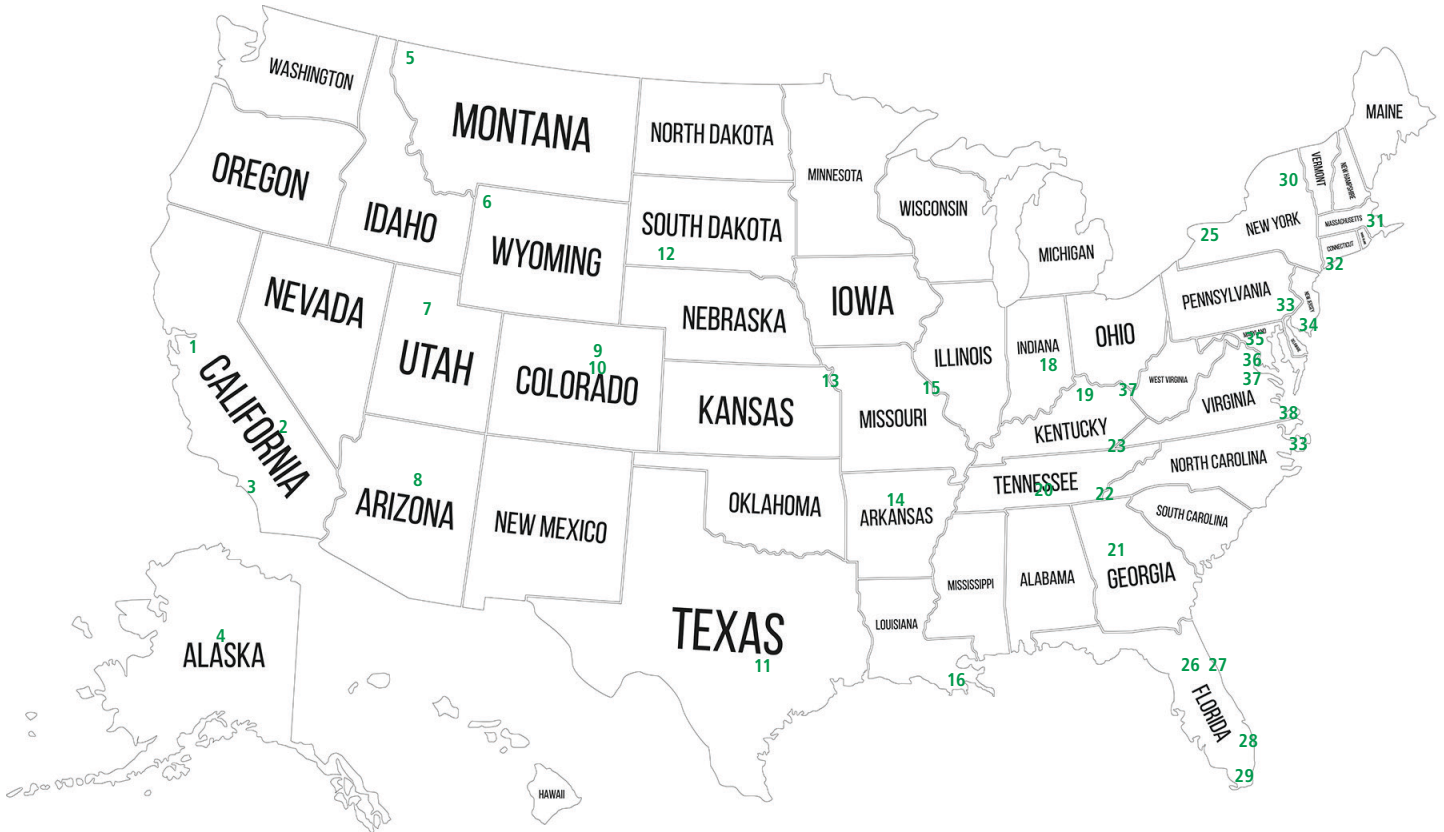 WASHINGTON
5
MONTANA
NORTH DAKOTA
MINNESOTA
MAINE
OREGON
IDAHO
6
WYOMING
SOUTH DAKOTA
12
WISCONSIN
MICHIGAN
30
VERMONT
NEW HAMPSHIRE
25
NEW YORK
MASSACHUSETTS
31
CONNECTICUT
32
NEVADA
7
UTAH
9
10
COLORADO
NEBRASKA
IOWA
ILLINOIS
INDIANA
18
OHIO
PENNSYLVANIA
33
NEW JERSEY
34
MARYLAND
35
36
37
1
CALIFORNIA
2
3
KANSAS
13
MISSOURI
15
19
37
WEST VIRGINIA
VIRGINIA
38
KENTUCKY
23
33
NORTH CAROLINA
8
ARIZONA
NEW MEXICO
OKLAHOMA
14
ARKANSAS
TENNESSEE
20
22
SOUTH CAROLINA
21
GEORGIA
MISSISSIPPI
ALABAMA
TEXAS
11
LOUISIANA
16
26
27
FLORIDA
28
29
4
ALASKA
HAWAII